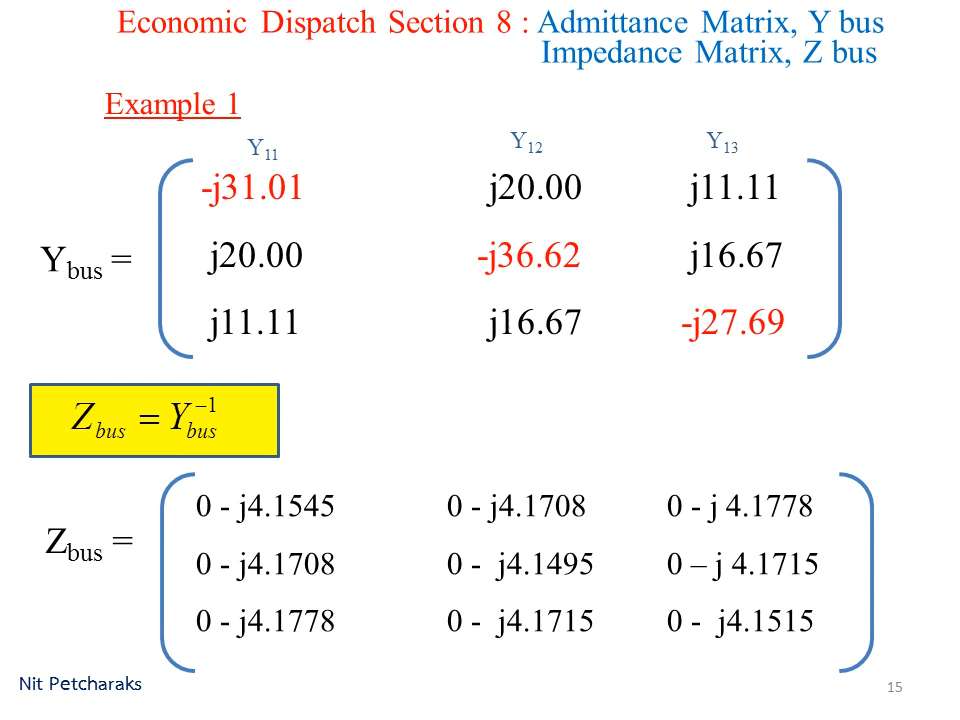 Economic Dispatch Section 8 : Admittance Matrix, Y bus
Impedance Matrix, Z bus
Example 1
Y11 Y12 Y13
-j31.01 j20.00 j11.11
Ybus = j20.00 -j36.62 j16.67
j11.11 j16.67 -j27.69
Zbus = Ybus−1
0 - j4.1545 0 - j4.1708 0 - j 4.1778
Zbus = 0 - j4.1708 0 - j4.1495 0 – j 4.1715
0 - j4.1778 0 - j4.1715 0 - j4.1515
Nit Petcharaks 15